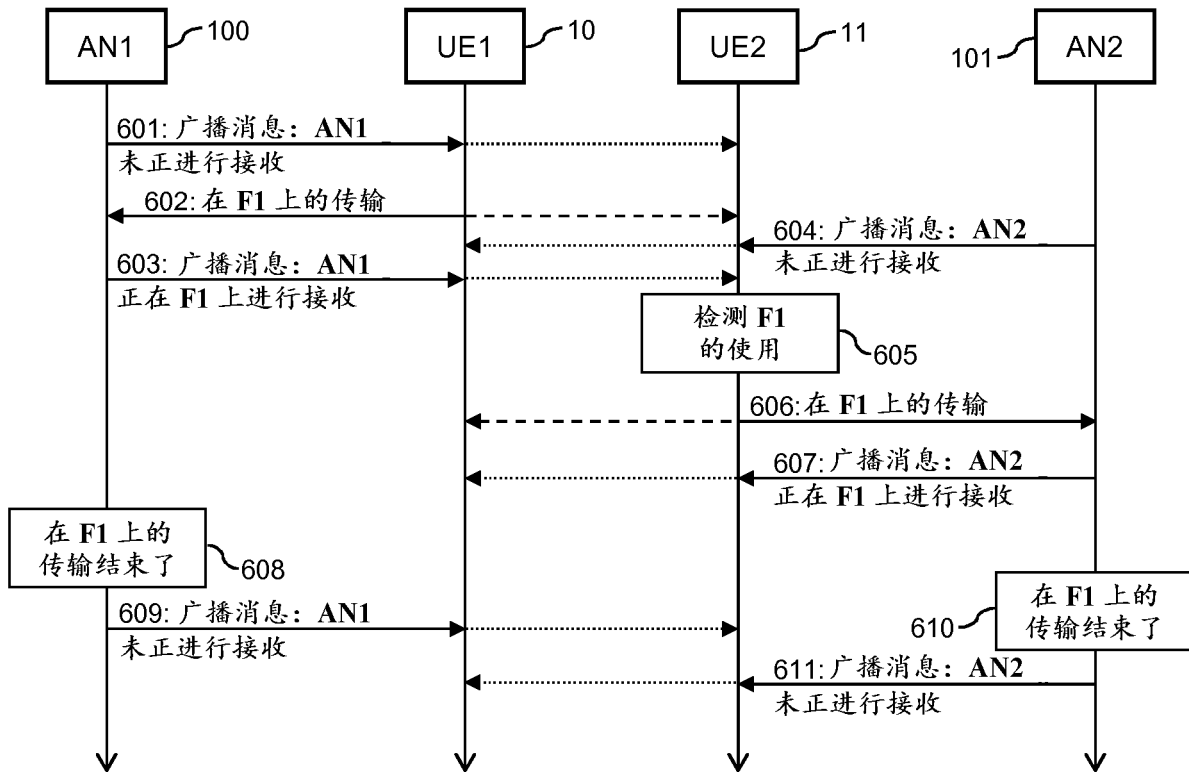 AN1
100
UE1
10
UE2
11
101
AN2
601: 广播消息：AN1
未正进行接收
602: 在 F1 上的传输
604: 广播消息：AN2
未正进行接收
603: 广播消息：AN1
正在 F1 上进行接收
检测 F1
的使用
605
606:在 F1 上的传输
607: 广播消息：AN2
正在 F1 上进行接收
在 F1 上的
传输结束了
608
609: 广播消息：AN1
未正进行接收
在 F1 上的
传输结束了
610
611: 广播消息：AN2
未正进行接收